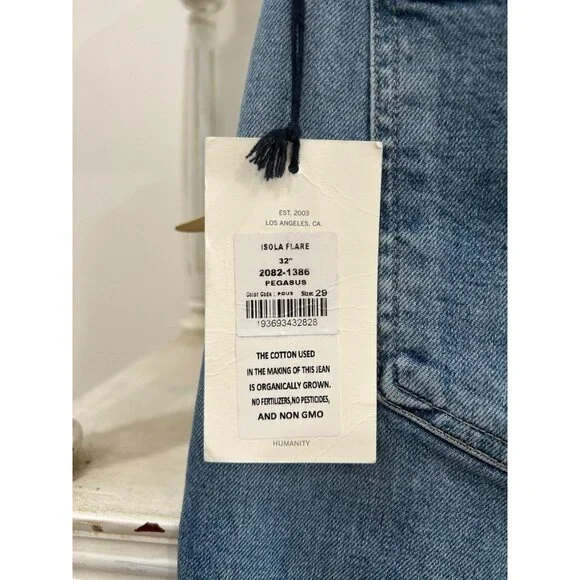 EST. 2003
LOS ANGELES, CA.
ISOLA FLARE
32"
2082-1386
PEGASUS
Color Code : PGUS Size: 29
193693432828
THE COTTON USED
IN THE MAKING OF THIS JEAN
IS ORGANICALLY GROWN.
NO FERTILIZERS,NO PESTICIDES,
AND NON GMO
HUMANITY